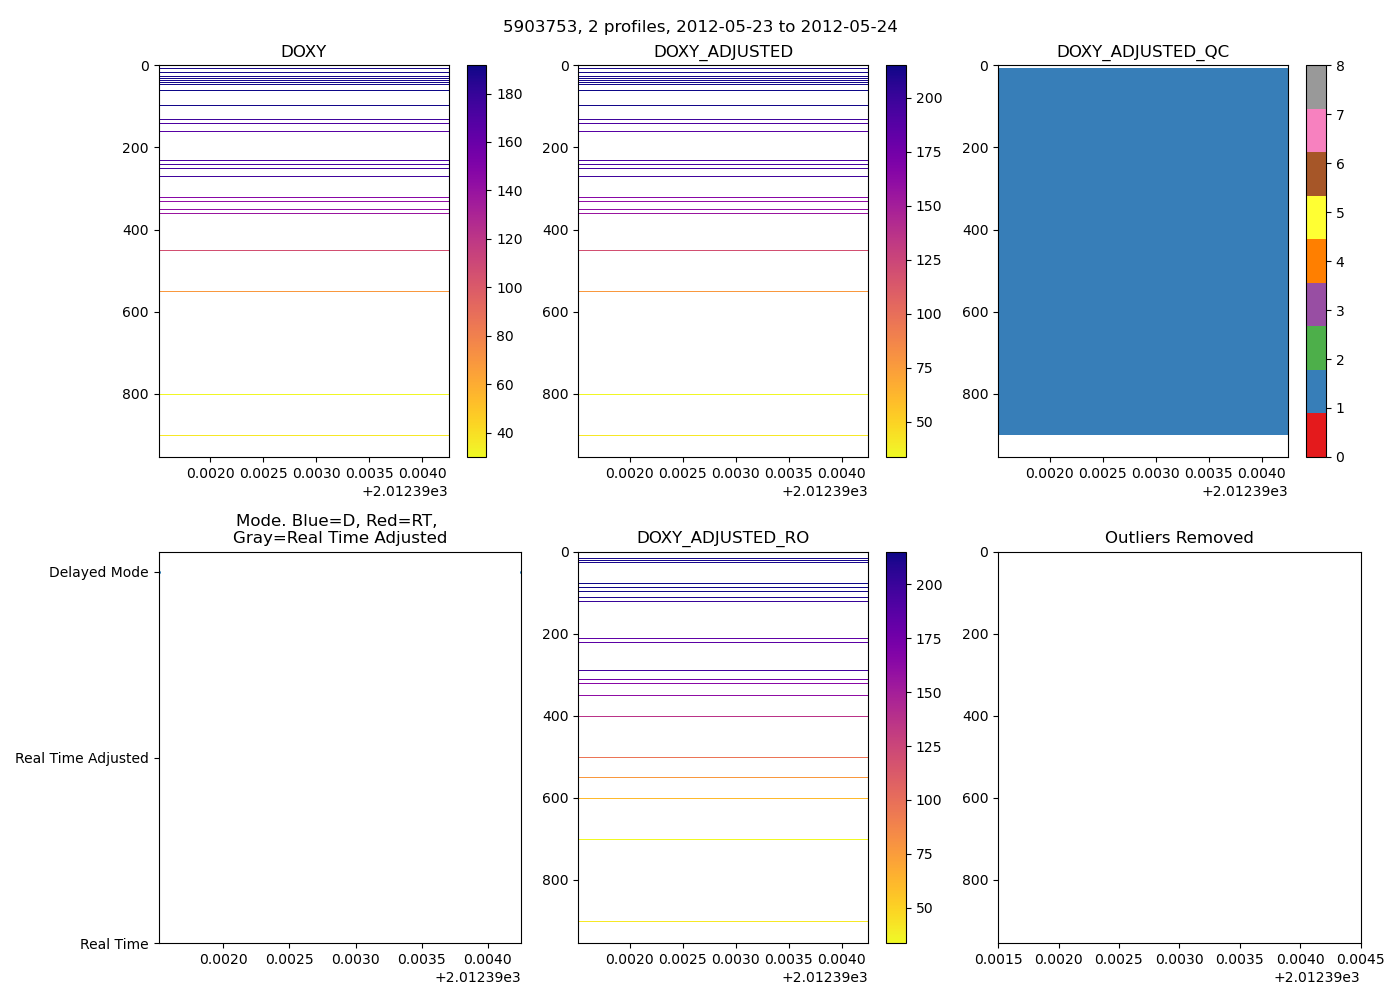 5903753, 2 profiles, 2012-05-23 to 2012-05-24
DOXY
0
200
400
600
800
0.0020 0.0025 0.0030 0.0035 0.0040
+2.01239e3
180
160
140
120
100
80
60
40
DOXY_ADJUSTED
0
200
400
600
800
0.0020 0.0025 0.0030 0.0035 0.0040
+2.01239e3
200
175
150
125
100
75
50
DOXY_ADJUSTED_QC
0
200
400
600
800
0.0020 0.0025 0.0030 0.0035 0.0040
+2.01239e3
8
7
6
5
4
3
2
1
0
Mode. Blue=D, Red=RT,
Gray=Real Time Adjusted
Delayed Mode
Real Time Adjusted
Real Time
0.0020 0.0025 0.0030 0.0035 0.0040
+2.01239e3
DOXY_ADJUSTED_RO
0
200
400
600
800
0.0020 0.0025 0.0030 0.0035 0.0040
+2.01239e3
200
175
150
125
100
75
50
Outliers Removed
0
200
400
600
800
0.0015 0.0020 0.0025 0.0030 0.0035 0.0040 0.0045
+2.01239e3